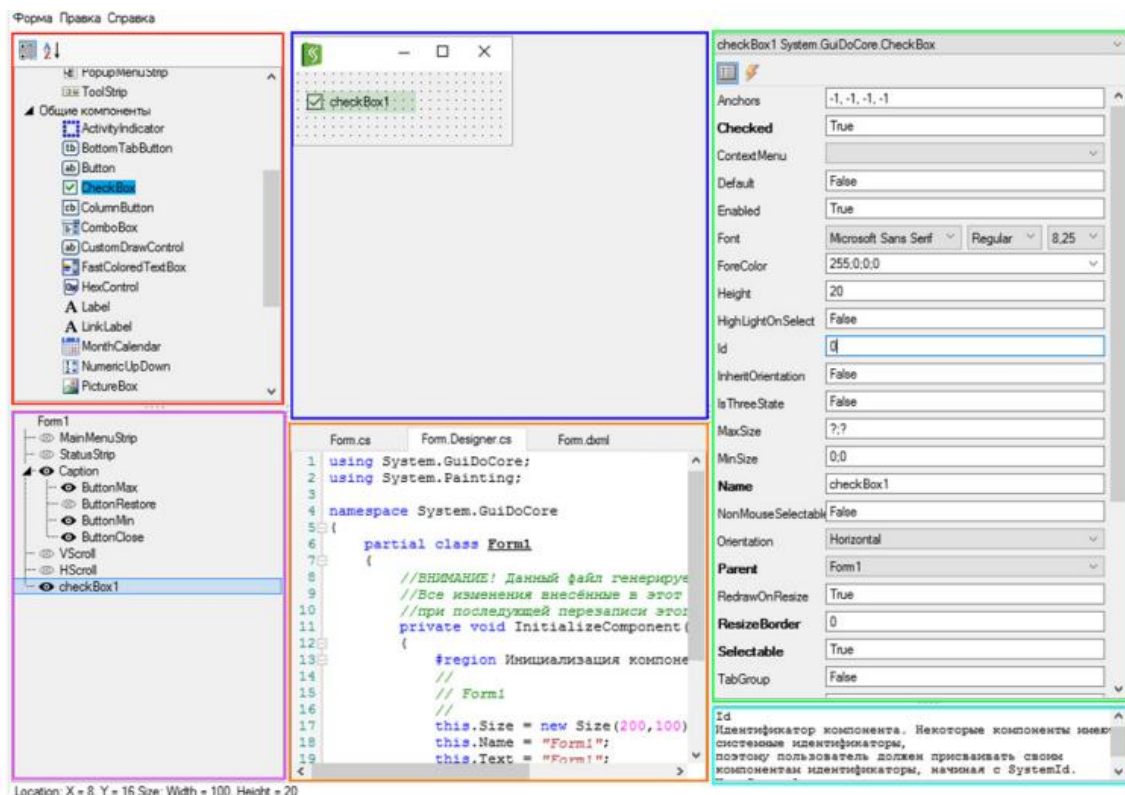 Форма Правка Справка
PopupMenuStrip
ToolStrip
Общие компоненты
ActivityIndicator
BottomTabButton
Button
CheckBox
ColumnButton
ComboBox
CustomDrawControl
FastColoredTextBox
HexControl
Label
LinkLabel
MonthCalendar
NumericUpDown
PictureBox
checkBox1
checkBox1 System.GuiDoCore.CheckBox
Anchors -1, -1, -1, -1
Checked True
ContextMenu
Default False
Enabled True
Font Microsoft Sans Serif Regular 8,25
ForeColor 255;0;0;0
Height 20
HighLightOnSelect False
Id 0
InheritOrientation False
IsThreeState False
MaxSize ?;?
MinSize 0;0
Name checkBox1
NonMouseSelectable False
Orientation Horizontal
Parent Form1
RedrawOnResize True
ResizeBorder 0
Selectable True
TabGroup False
Form1
MainMenuStrip
StatusStrip
Caption
ButtonMax
ButtonRestore
ButtonMin
ButtonClose
VScroll
HScroll
checkBox1
Form.cs Form.Designer.cs Form.dxml
1 using System.GuiDoCore;
2 using System.Painting;
3
4 namespace System.GuiDoCore
5 {
6 partial class Form1
7 {
8 //ВНИМАНИЕ! Данный файл генерируе
9 //Все изменения внесённые в этот
10 //при последующей перезаписи этог
11 private void InitializeComponent(
12 {
13 #region Инициализация компоне
14 //
15 // Form1
16 //
17 this.Size = new Size(200,100)
18 this.Name = "Form1";
19 this.Text = "Form1";
Id
Идентификатор компонента. Некоторые компоненты имею
системные идентификаторы,
поэтому пользователь должен присваивать своим
компонентам идентификаторы, начиная с SystemId.
Location: X = 8, Y = 16 Size: Width = 100, Height = 20